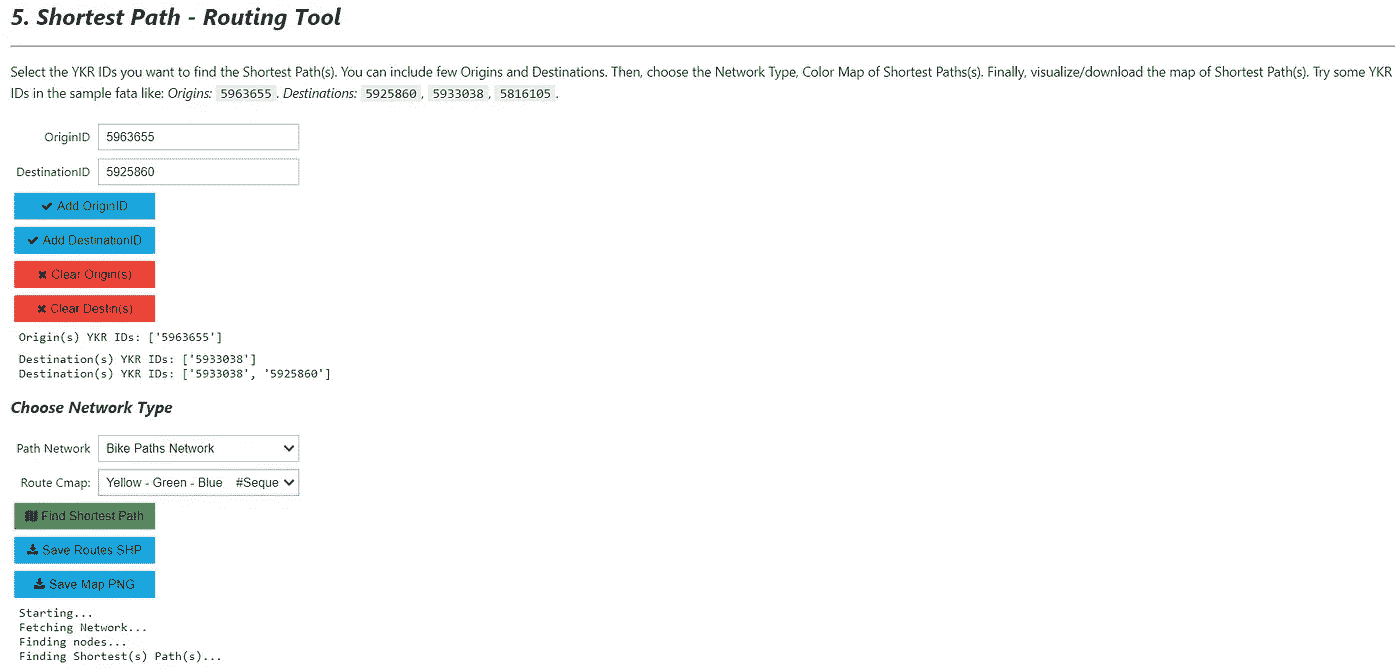 5. Shortest Path - Routing Tool
Select the YKR IDs you want to find the Shortest Path(s). You can include few Origins and Destinations. Then, choose the Network Type, Color Map of Shortest Paths(s). Finally, visualize/download the map of Shortest Path(s). Try some YKR
IDs in the sample fata like: Origins: 5963655 . Destinations: 5925860 , 5933038 , 5816105 .
OriginID 5963655
DestinationID 5925860
Add OriginID
Add DestinationID
Clear Origin(s)
Clear Destin(s)
Origin(s) YKR IDs: ['5963655']
Destination(s) YKR IDs: ['5933038']
Destination(s) YKR IDs: ['5933038', '5925860']
Choose Network Type
Path Network Bike Paths Network
Route Cmap: Yellow - Green - Blue #Seque
Find Shortest Path
Save Routes SHP
Save Map PNG
Starting...
Fetching Network...
Finding nodes...
Finding Shortest(s) Path(s)...